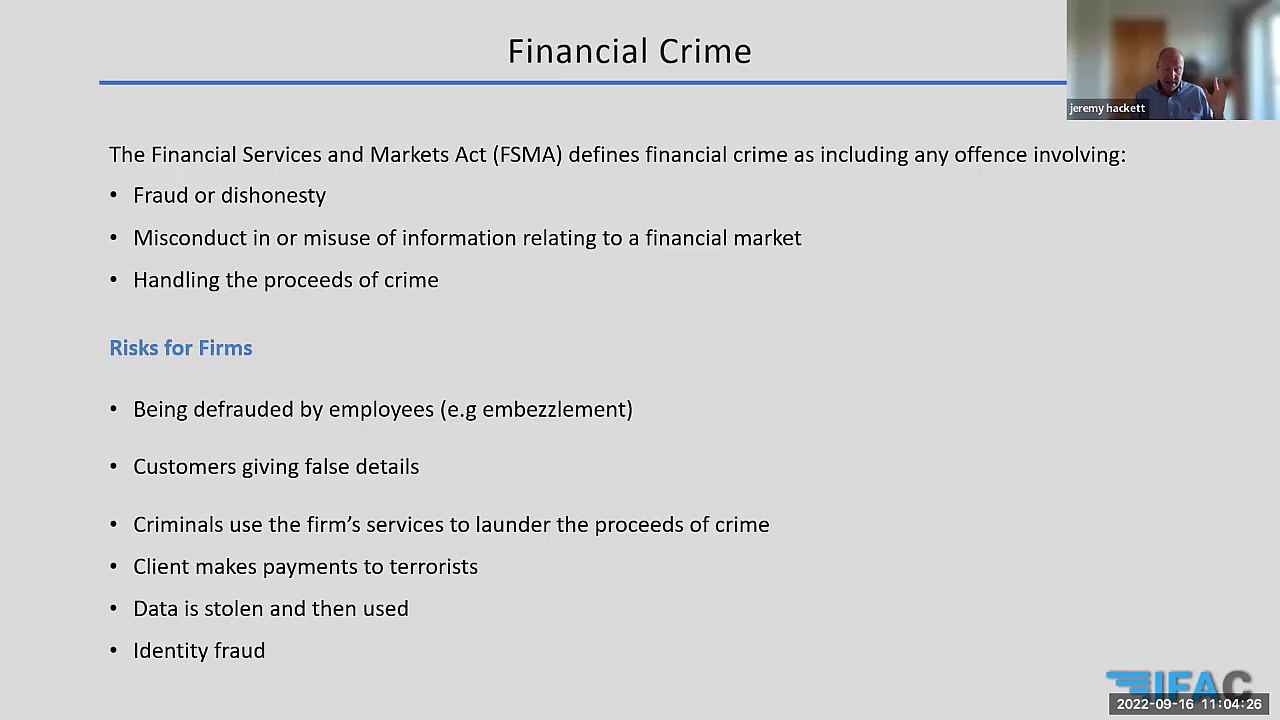 Financial Crime
jeremy hackett
The Financial Services and Markets Act (FSMA) defines financial crime as including any offence involving:
• Fraud or dishonesty
• Misconduct in or misuse of information relating to a financial market
• Handling the proceeds of crime
Risks for Firms
• Being defrauded by employees (e.g embezzlement)
• Customers giving false details
• Criminals use the firm’s services to launder the proceeds of crime
• Client makes payments to terrorists
• Data is stolen and then used
• Identity fraud
IFAC
2022-09-16 11:04:26